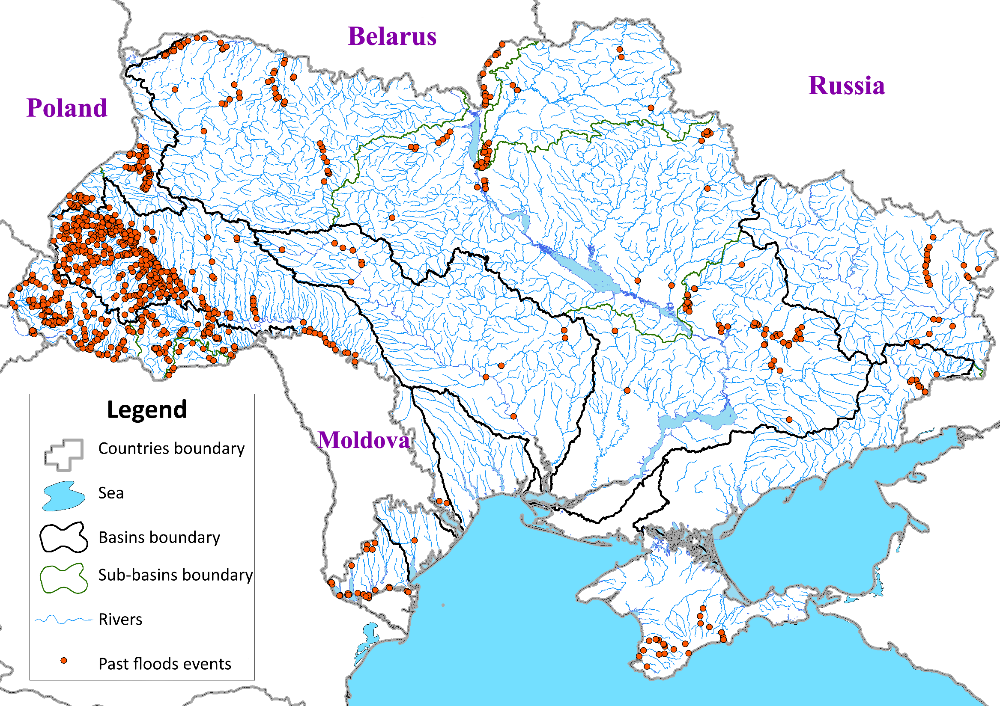 Belarus
Russia
Poland
Moldova
Legend
Countries boundary
Sea
Basins boundary
Sub-basins boundary
Rivers
Past floods events